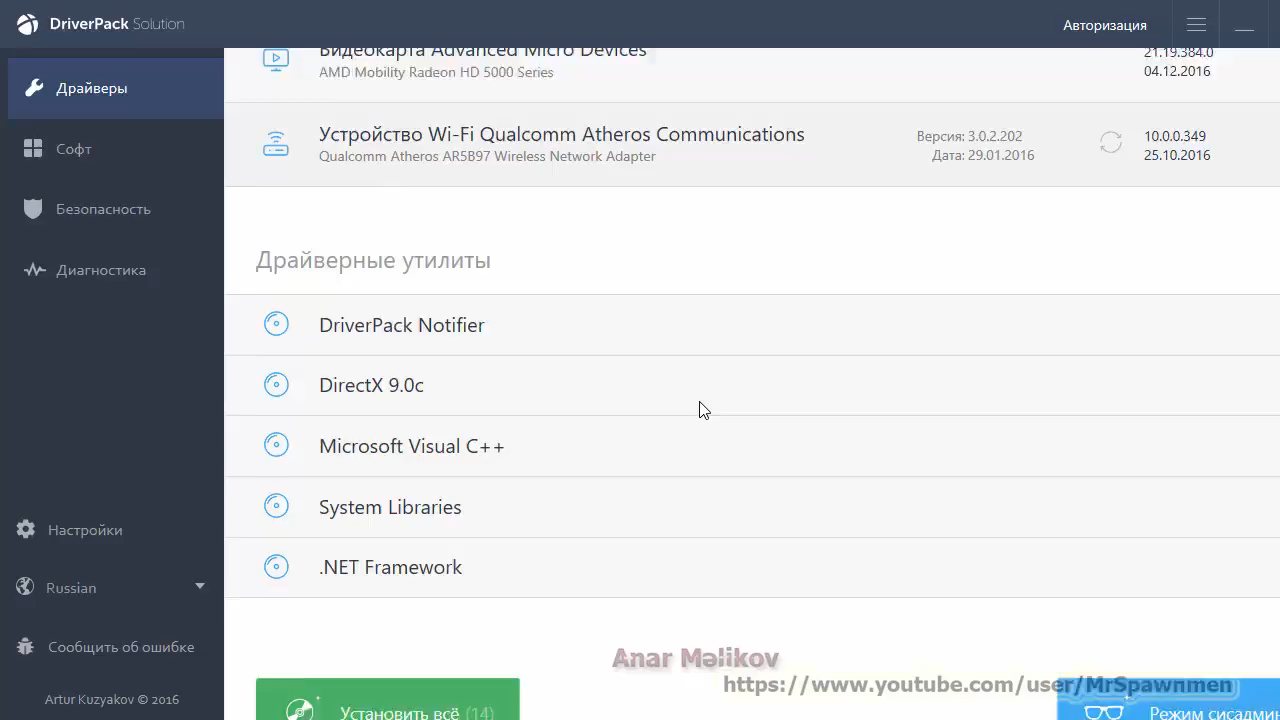 DriverPack Solution
Авторизация
Драйверы
Софт
Безопасность
Диагностика
Настройки
Russian
Сообщить об ошибке
Artur Kuzyakov © 2016
Видеокарта Advanced Micro Devices
AMD Mobility Radeon HD 5000 Series
21.19.384.0
04.12.2016
Устройство Wi-Fi Qualcomm Atheros Communications
Qualcomm Atheros AR5B97 Wireless Network Adapter
Версия: 3.0.2.202
Дата: 29.01.2016
10.0.0.349
25.10.2016
Драйверные утилиты
DriverPack Notifier
DirectX 9.0c
Microsoft Visual C++
System Libraries
.NET Framework
Anar Məlikov
https://www.youtube.com/user/MrSpawnmen
Установить всё (14)
Режим сисадмин